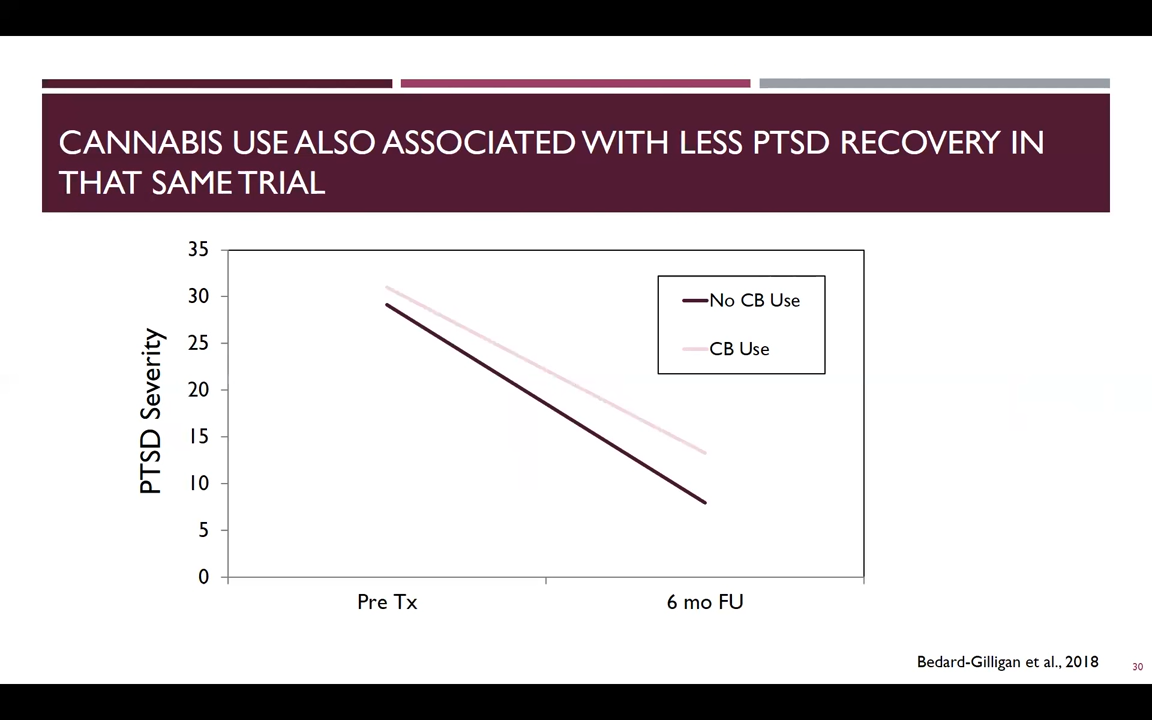 CANNABIS USE ALSO ASSOCIATED WITH LESS PTSD RECOVERY IN
THAT SAME TRIAL
PTSD Severity
35
30
25
20
15
10
5
0
No CB Use
CB Use
Pre Tx
6 mo FU
Bedard-Gilligan et al., 2018
30